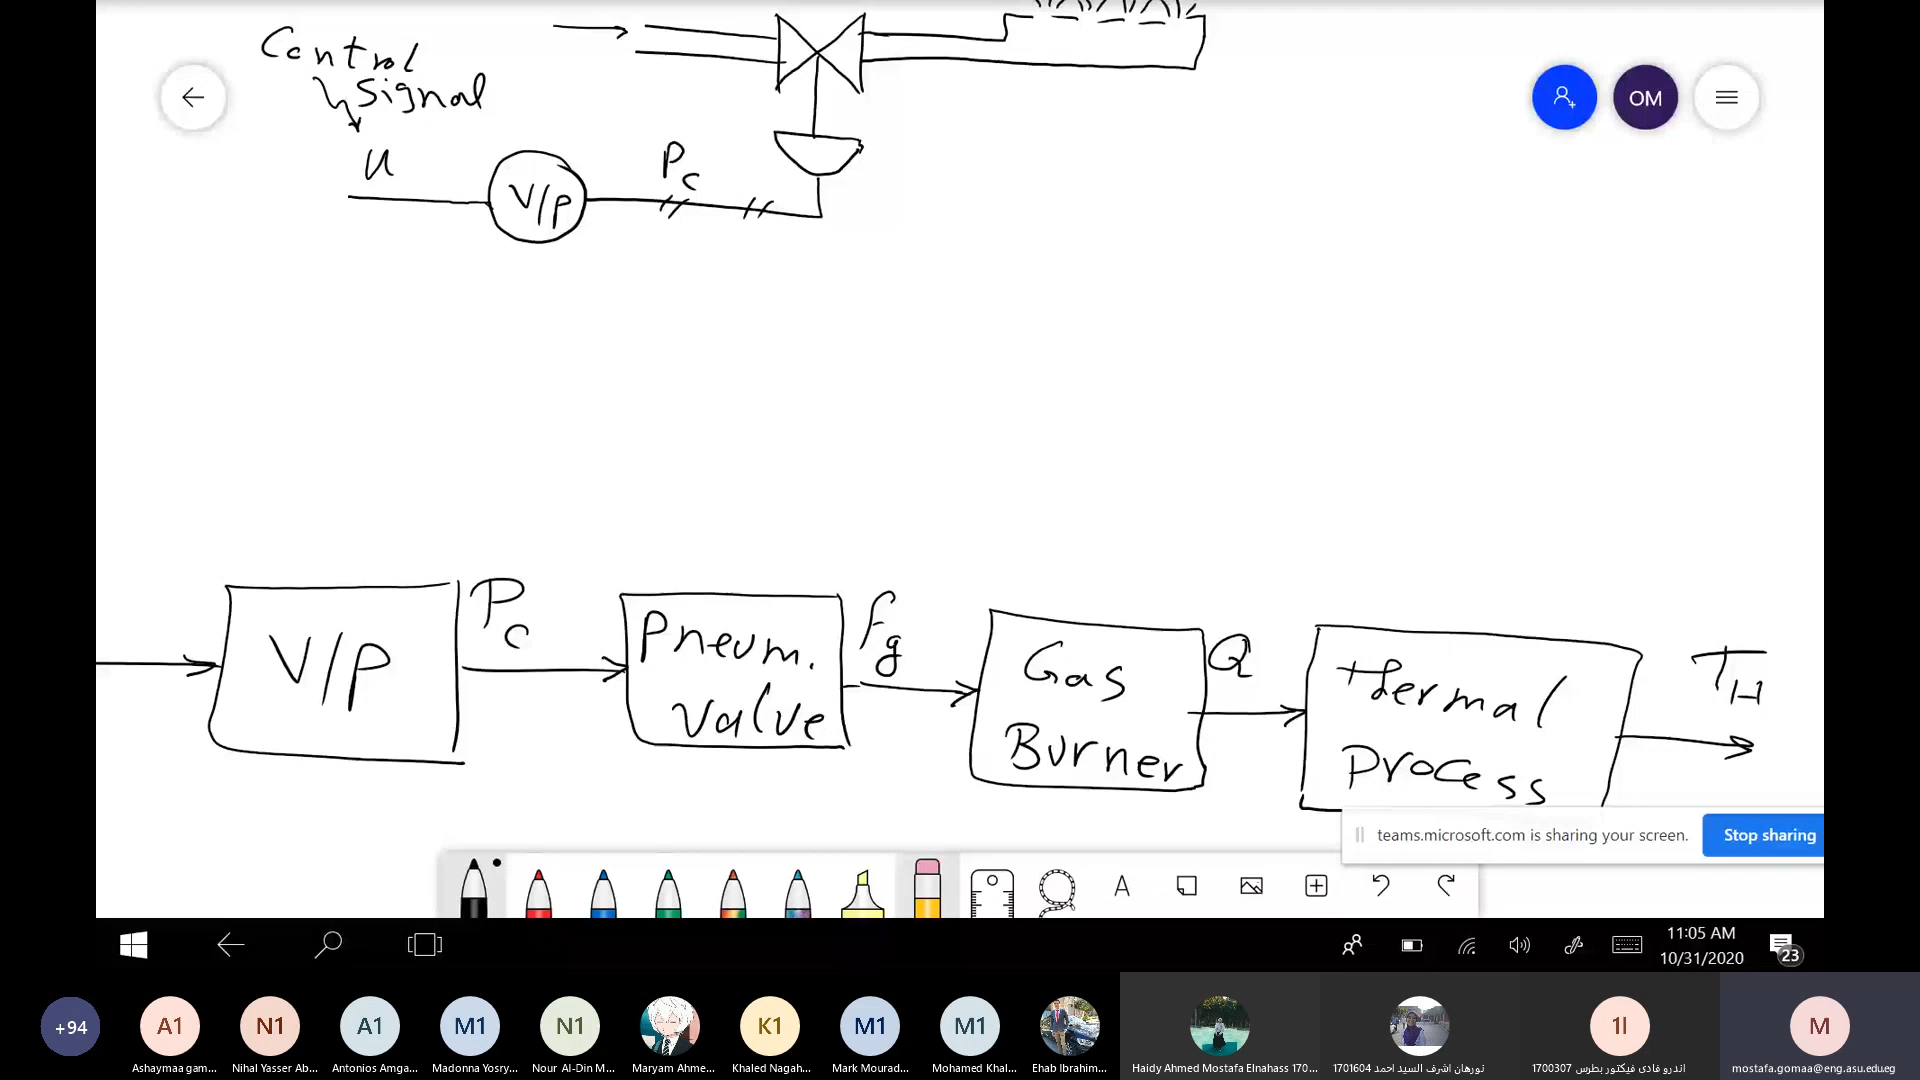 Control
Signal
OM
u
V/P
Pc
V/P
Pc
Pneum.
valve
fg
Gas
Burner
Q
thermal
process
TH
teams.microsoft.com is sharing your screen.
Stop sharing
11:05 AM
10/31/2020
23
+94
A1
N1
A1
M1
N1
K1
M1
M1
1ا
M
Ashaymaa gam...
Nihal Yasser Ab...
Antonios Amga...
Madonna Yosry...
Nour Al-Din M...
Maryam Ahme...
Khaled Nagah...
Mark Mourad...
Mohamed Khal...
Ehab Ibrahim...
Haidy Ahmed Mostafa Elnahass 170...
نورهان اشرف السيد احمد 1701604
اندرو فادى فيكتور بطرس 1700307
mostafa.gomaa@eng.asu.edu.eg